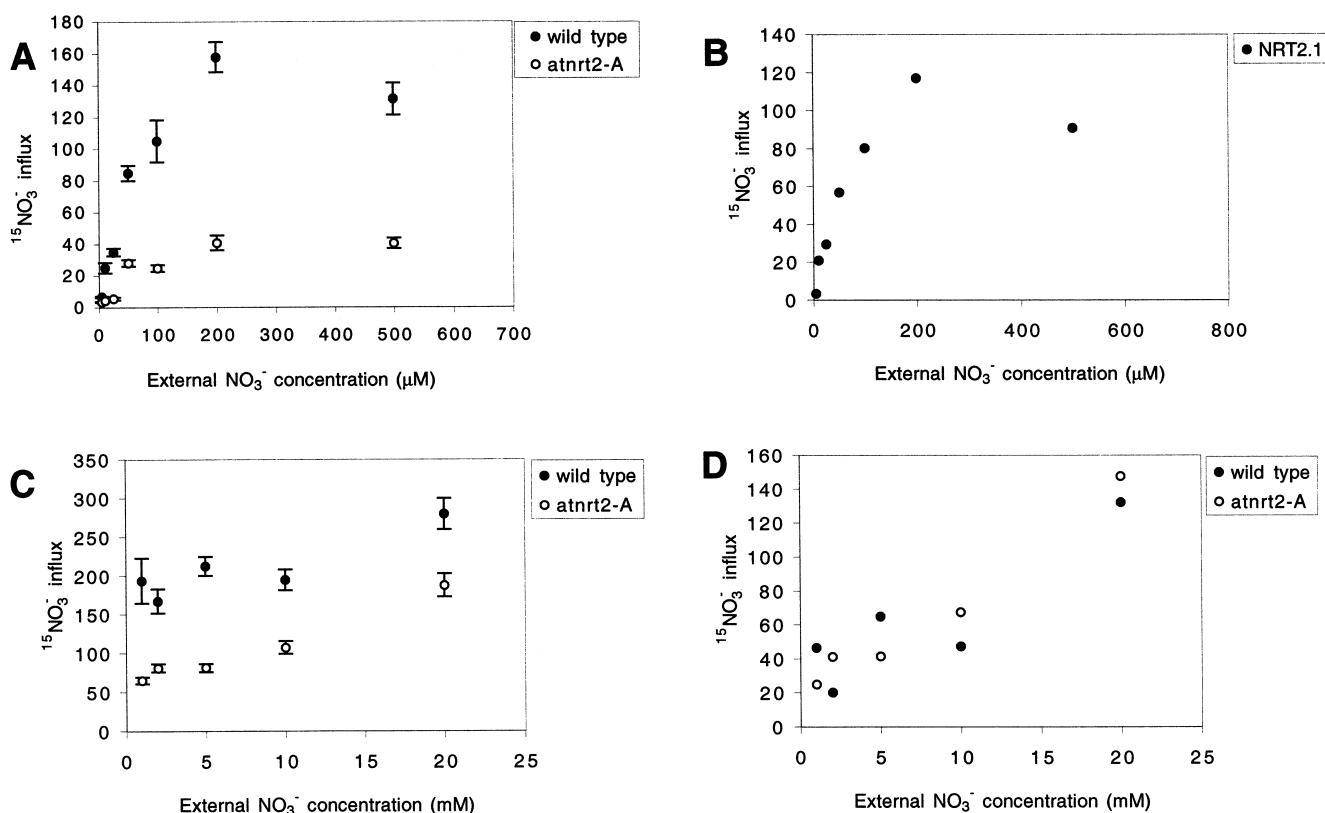 A
180
160
140
120
100
80
60
40
20
0
¹⁵NO₃⁻ influx
0 100 200 300 400 500 600 700
External NO₃⁻ concentration (μM)
wild type
atnrt2-A
B
140
120
100
80
60
40
20
0
¹⁵NO₃⁻ influx
0 200 400 600 800
External NO₃⁻ concentration (μM)
NRT2.1
C
350
300
250
200
150
100
50
0
¹⁵NO₃⁻ influx
0 5 10 15 20 25
External NO₃⁻ concentration (mM)
wild type
atnrt2-A
D
160
140
120
100
80
60
40
20
0
¹⁵NO₃⁻ influx
0 5 10 15 20 25
External NO₃⁻ concentration (mM)
wild type
atnrt2-A